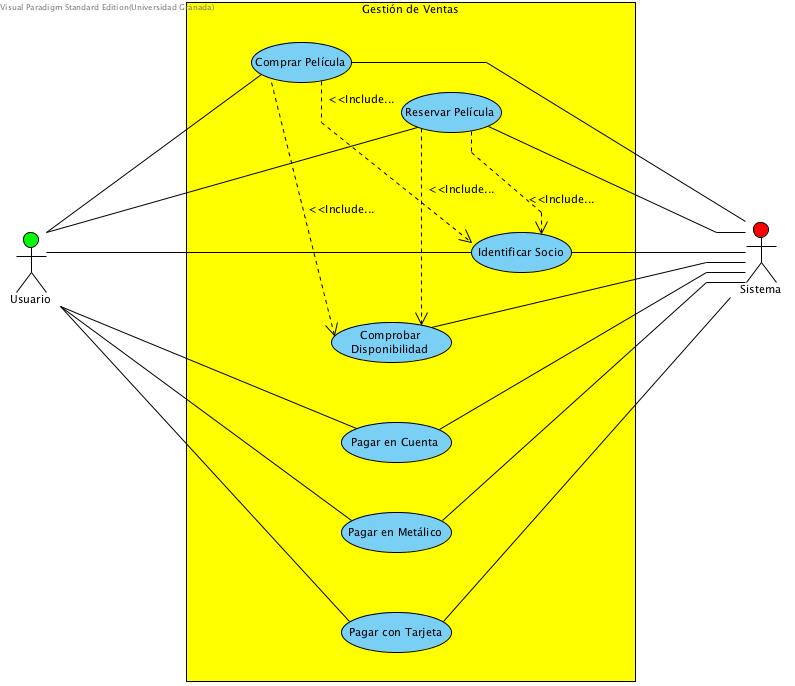 Visual Paradigm Standard Edition(Universidad Granada)
Gestión de Ventas
Comprar Película
<<Include...
Reservar Película
<<Include...
<<Include...
<<Include...
Identificar Socio
Usuario
Sistema
Comprobar
Disponibilidad
Pagar en Cuenta
Pagar en Metálico
Pagar con Tarjeta